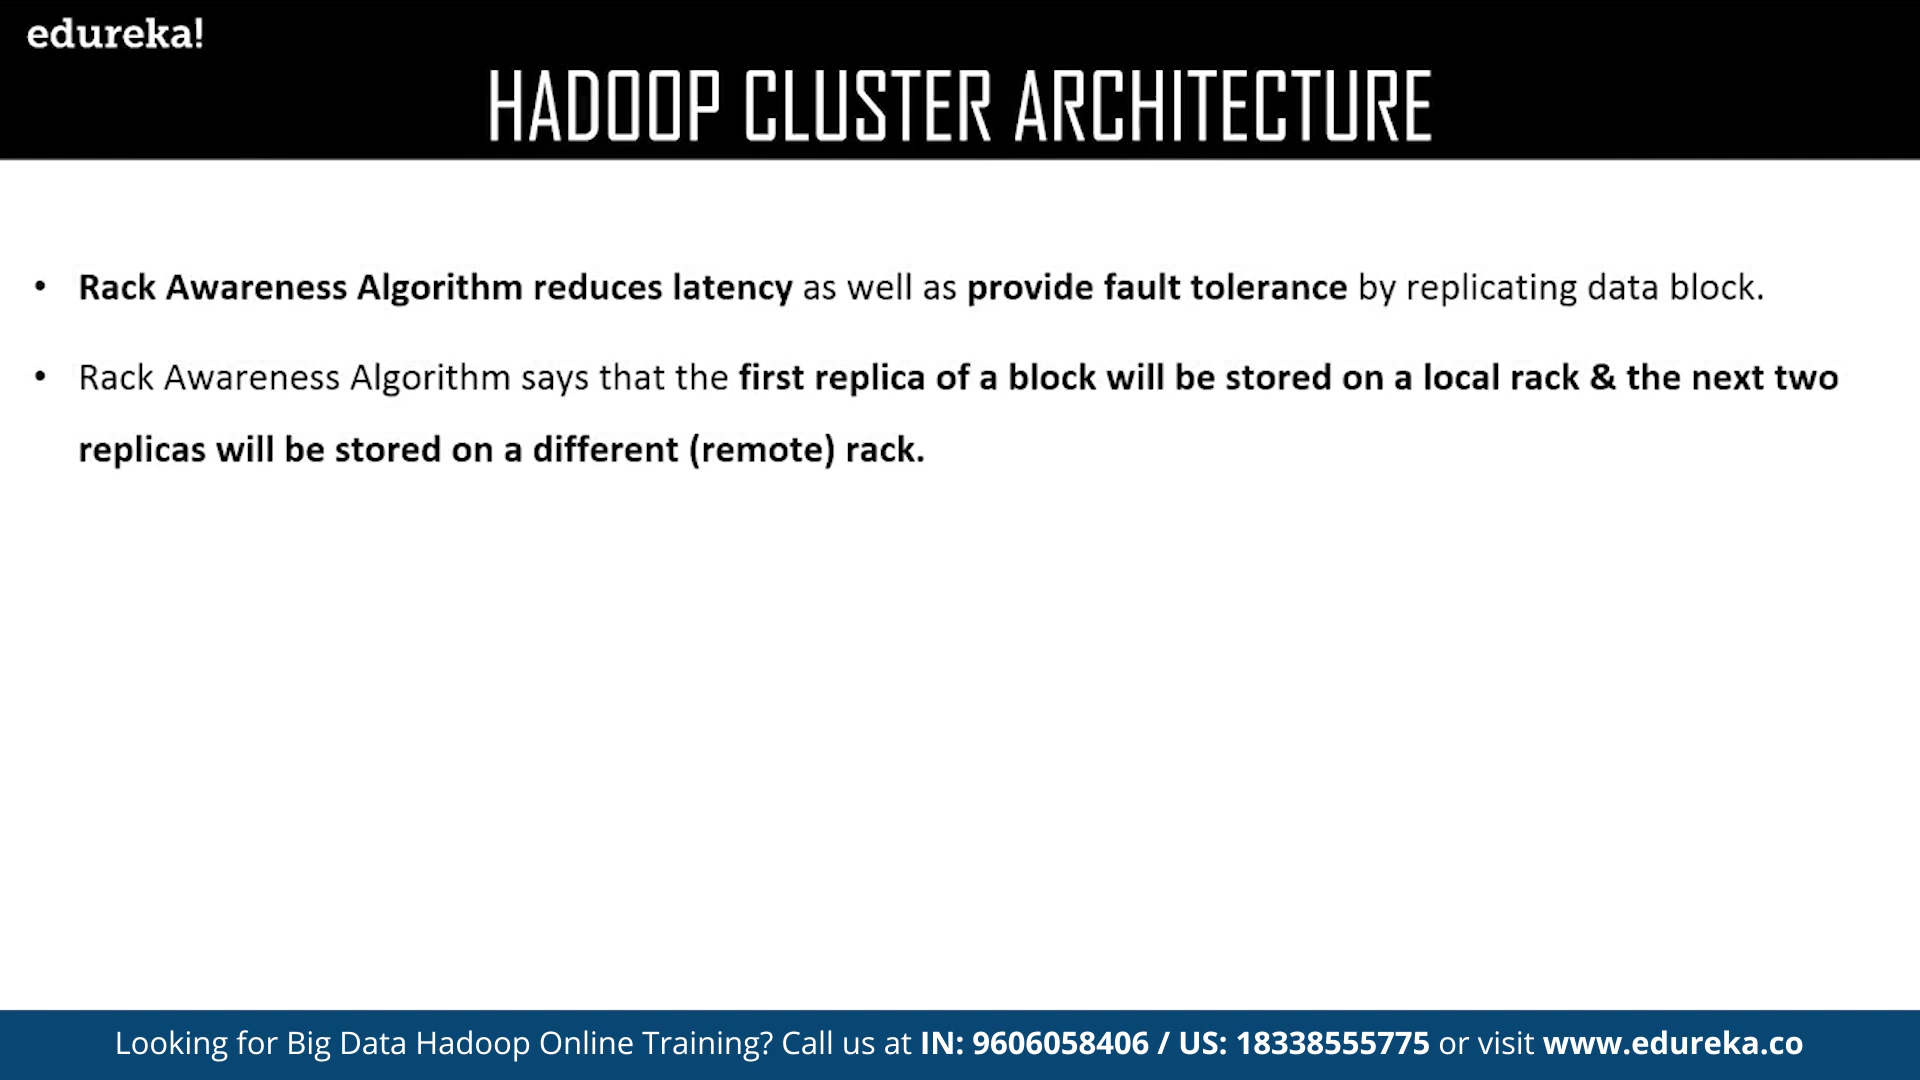 edureka!
HADOOP CLUSTER ARCHITECTURE
• Rack Awareness Algorithm reduces latency as well as provide fault tolerance by replicating data block.
• Rack Awareness Algorithm says that the first replica of a block will be stored on a local rack & the next two
replicas will be stored on a different (remote) rack.
Looking for Big Data Hadoop Online Training? Call us at IN: 9606058406 / US: 18338555775 or visit www.edureka.co